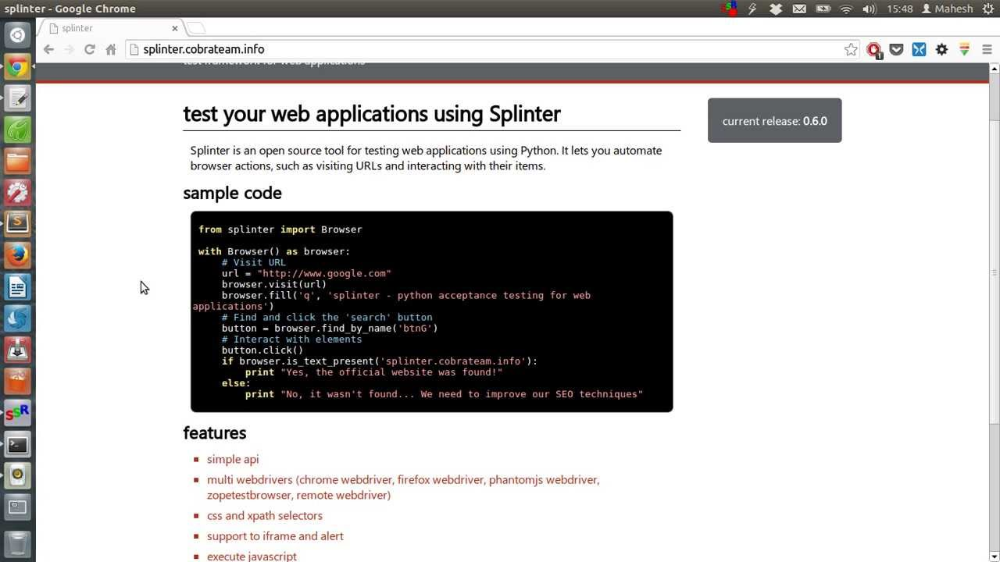 splinter - Google Chrome
15:48 Mahesh
splinter
splinter.cobrateam.info
test framework for web applications
test your web applications using Splinter
current release: 0.6.0
Splinter is an open source tool for testing web applications using Python. It lets you automate
browser actions, such as visiting URLs and interacting with their items.
sample code
from splinter import Browser
with Browser() as browser:
# Visit URL
url = "http://www.google.com"
browser.visit(url)
browser.fill('q', 'splinter - python acceptance testing for web
applications')
# Find and click the 'search' button
button = browser.find_by_name('btnG')
# Interact with elements
button.click()
if browser.is_text_present('splinter.cobrateam.info'):
print "Yes, the official website was found!"
else:
print "No, it wasn't found... We need to improve our SEO techniques"
features
simple api
multi webdrivers (chrome webdriver, firefox webdriver, phantomjs webdriver,
zopetestbrowser, remote webdriver)
css and xpath selectors
support to iframe and alert
execute javascript